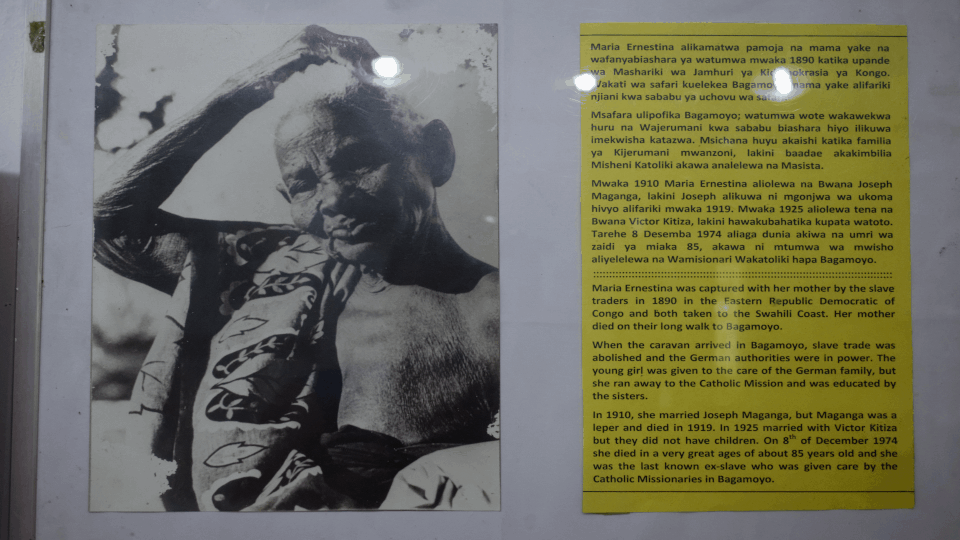 Maria Ernestina alikamatwa pamoja na mama yake na
wafanyabiashara ya watumwa mwaka 1890 katika upande
wa Mashariki wa Jamhuri ya ya Kongo.
Wakati wa safari kuelekea mama yake alifariki
njiani kwa sababu ya uchovu wa
Msafara ulipofika Bagamoyo; watumwa wote wakawekwa
huru na Wajerumani kwa sababu biashara hiyo ilikuwa
imekwisha katazwa. Msichana huyu akaishi katika familia
ya Kijerumani mwanzoni, lakini baadae akakimbilia
Misheni Katoliki akawa analelewa na Masista.
Mwaka 1910 Maria Ernestina aliolewa na Bwana Joseph
Maganga, lakini Joseph alikuwa ni mgonjwa wa ukoma
hivyo alifariki mwaka 1919. Mwaka 1925 aliolewa tena na
Bwana Victor Kitiza, lakini hawakubahatika kupata watoto.
Tarehe 8 Desemba 1974 aliaga dunia akiwa na umri wa
zaidi ya miaka 85, akawa ni mtumwa wa mwisho
aliyelelewa na Wamisionari Wakatoliki hapa Bagamoyo.
Maria Ernestina was captured with her mother by the slave
traders in 1890 in the Eastern Republic Democratic of
Congo and both taken to the Swahili Coast. Her mother
died on their long walk to Bagamoyo.
When the caravan arrived in Bagamoyo, slave trade was
abolished and the German authorities were in power. The
young girl was given to the care of the German family, but
she ran away to the Catholic Mission and was educated by
the sisters.
In 1910, she married Joseph Maganga, but Maganga was a
leper and died in 1919. In 1925 married with Victor Kitiza
but they did not have children. On 8th of December 1974
she died in a very great ages of about 85 years old and she
was the last known ex-slave who was given care by the
Catholic Missionaries in Bagamoyo.